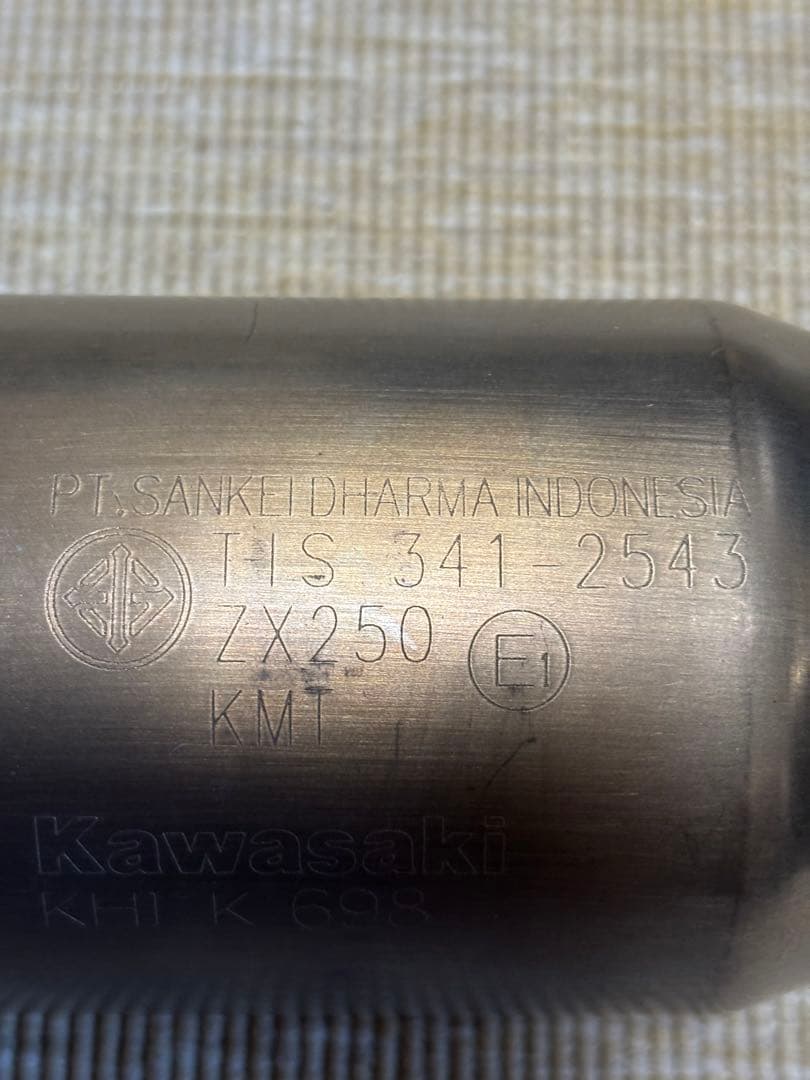 PT. SANKEI DHARMA INDONESIA
TIS 341-2543
ZX250
E1
KMT
Kawasaki
KHI K 698